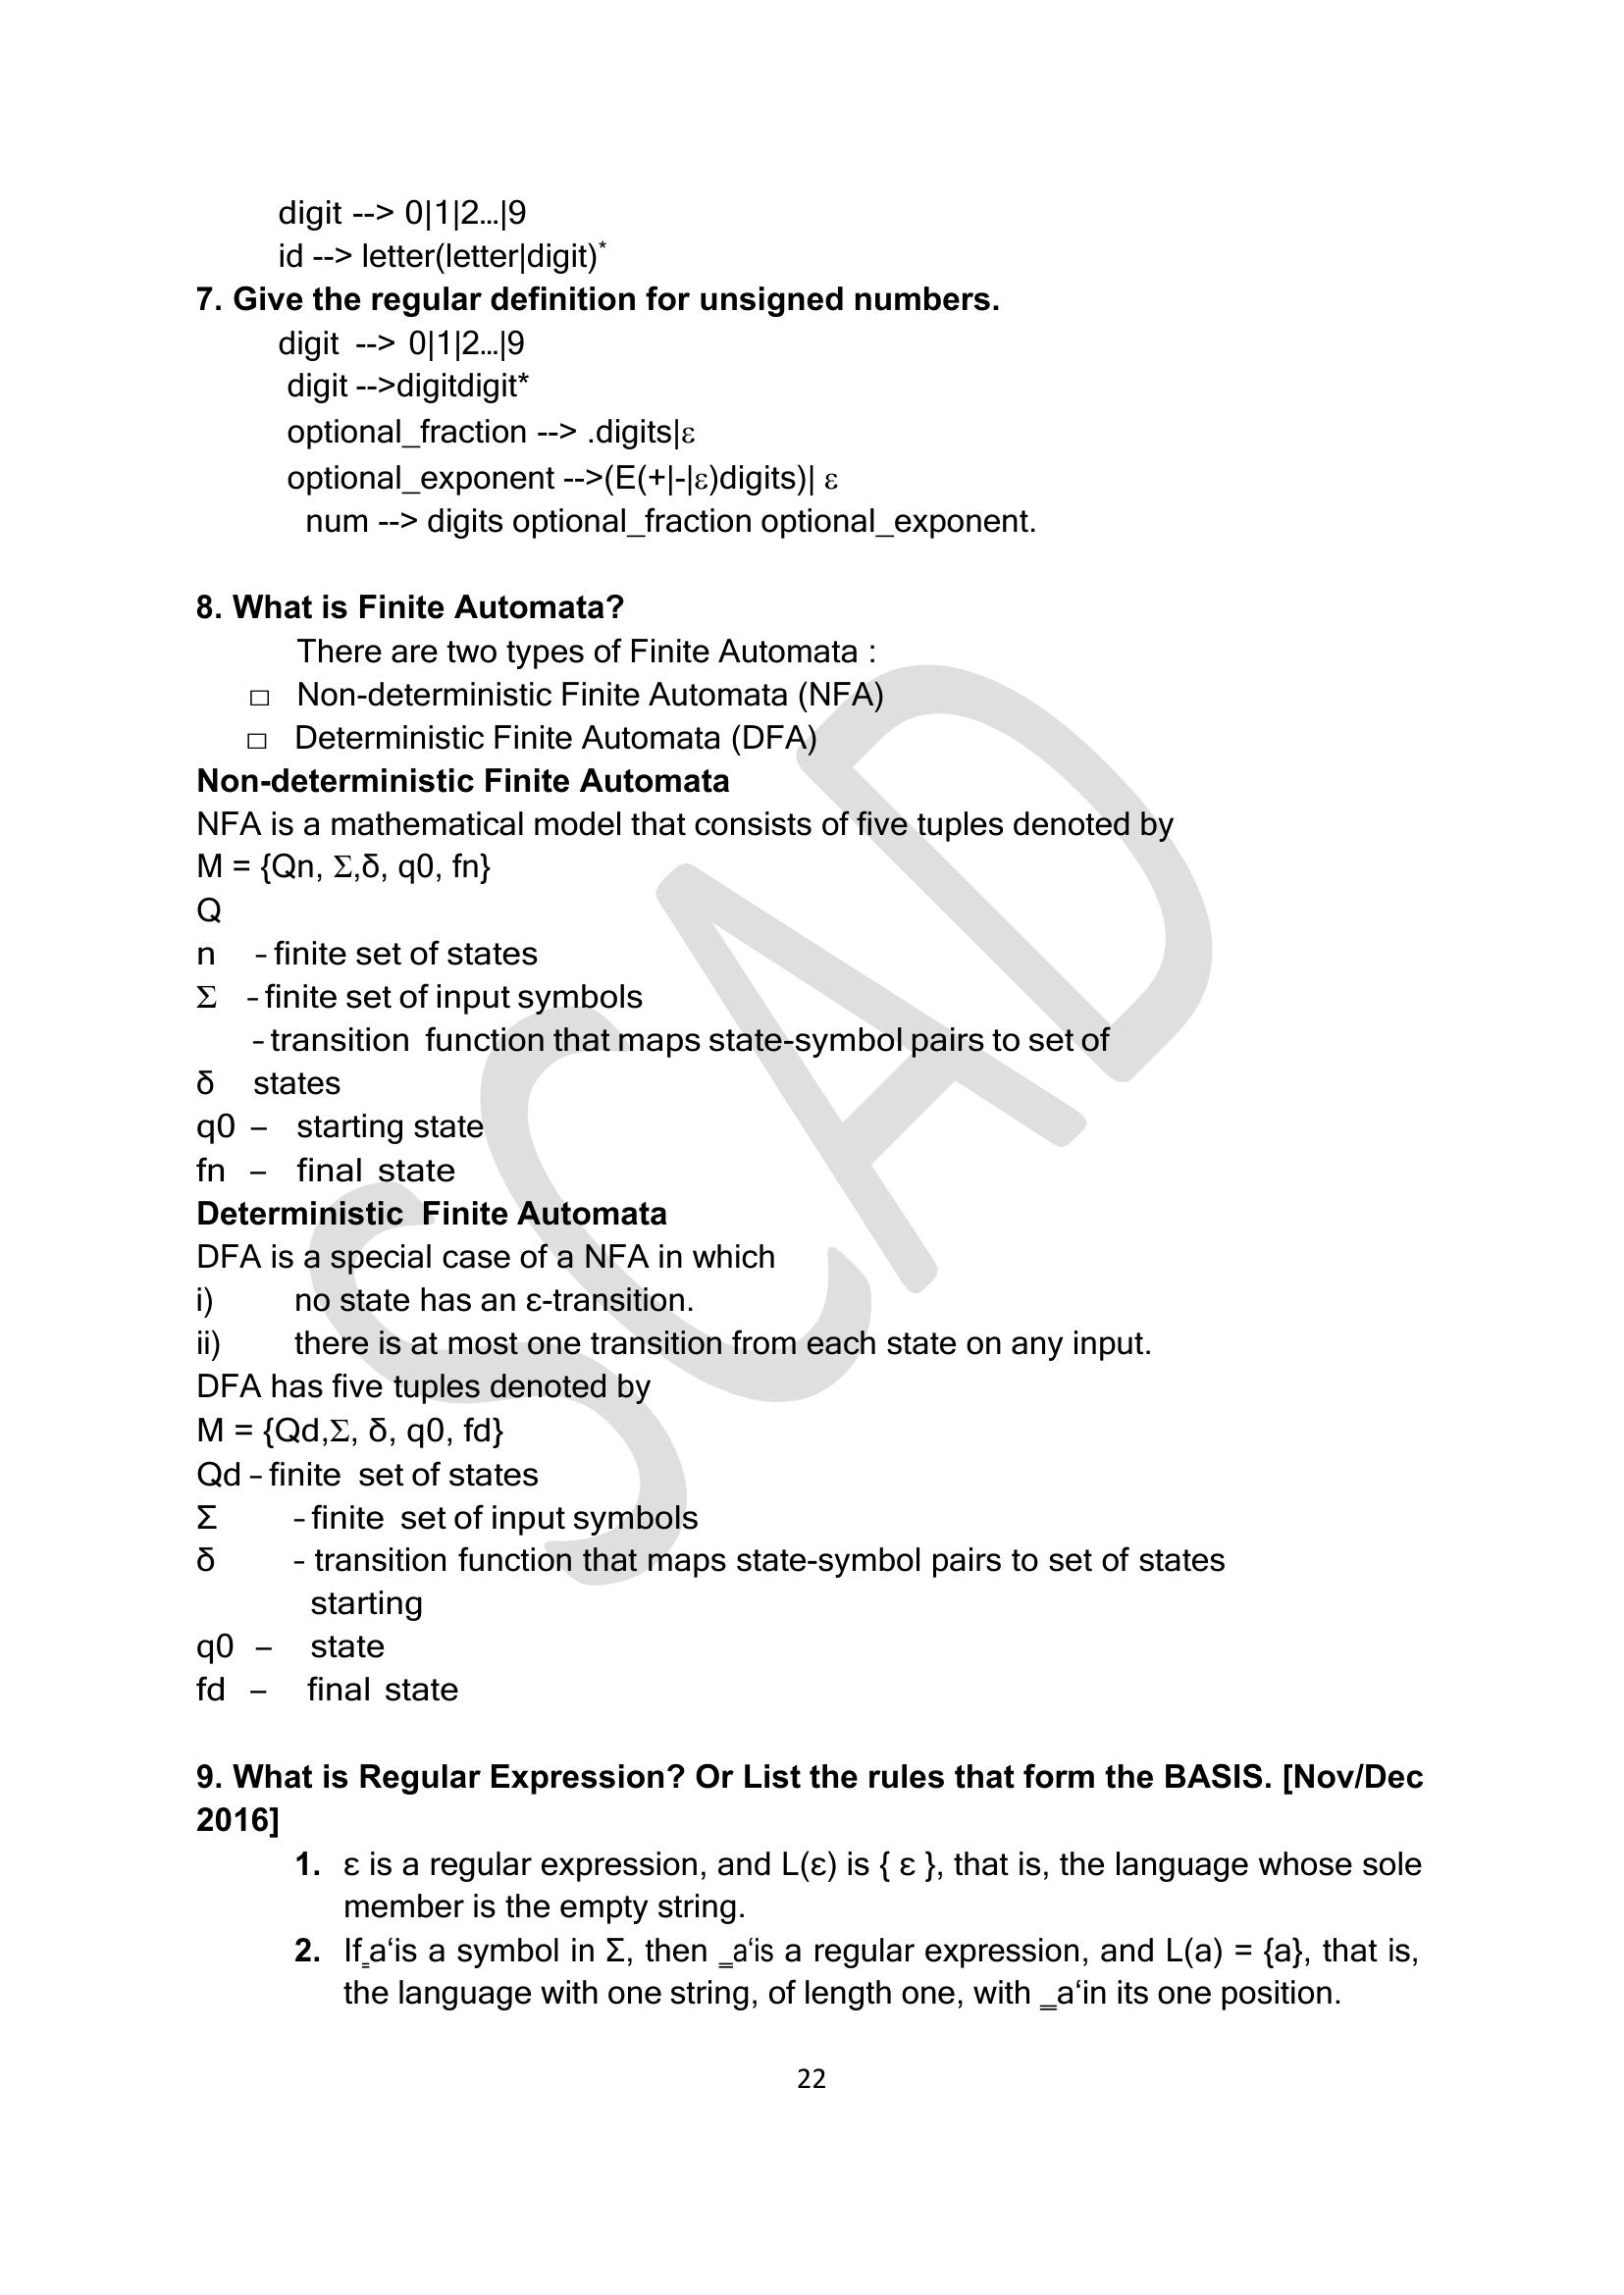 digit --> 0|1|2...|9
id --> letter(letter|digit)*
7. Give the regular definition for unsigned numbers.
digit --> 0|1|2...|9
digit -->digitdigit*
optional_fraction --> .digits|ε
optional_exponent -->(E(+|-|ε)digits)| ε
num --> digits optional_fraction optional_exponent.
8. What is Finite Automata?
There are two types of Finite Automata :
□ Non-deterministic Finite Automata (NFA)
□ Deterministic Finite Automata (DFA)
Non-deterministic Finite Automata
NFA is a mathematical model that consists of five tuples denoted by
M = {Qn, Σ,δ, q0, fn}
Q
n – finite set of states
Σ – finite set of input symbols
– transition function that maps state-symbol pairs to set of
δ states
q0 – starting state
fn – final state
Deterministic Finite Automata
DFA is a special case of a NFA in which
i) no state has an ε-transition.
ii) there is at most one transition from each state on any input.
DFA has five tuples denoted by
M = {Qd,Σ, δ, q0, fd}
Qd – finite set of states
Σ – finite set of input symbols
δ – transition function that maps state-symbol pairs to set of states
starting
q0 – state
fd – final state
9. What is Regular Expression? Or List the rules that form the BASIS. [Nov/Dec
2016]
1. ε is a regular expression, and L(ε) is { ε }, that is, the language whose sole
member is the empty string.
2. If‗a‘is a symbol in Σ, then ‗a‘is a regular expression, and L(a) = {a}, that is,
the language with one string, of length one, with ‗a‘in its one position.
22
SCAD